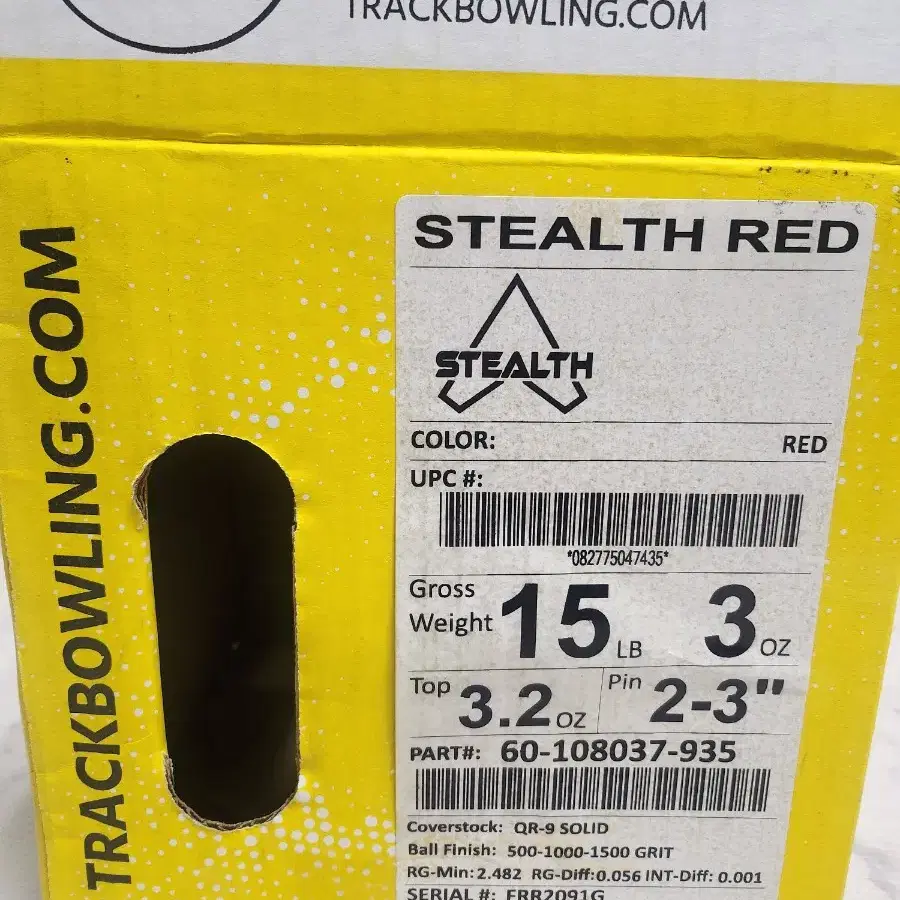 TRACKBOWLING.COM
TRACKBOWLING.COM
STEALTH RED
STEALTH
COLOR: RED
UPC #:
*082775047435*
Gross Weight 15 LB 3 OZ
Top 3.2 OZ Pin 2-3"
PART#: 60-108037-935
Coverstock: QR-9 SOLID
Ball Finish: 500-1000-1500 GRIT
RG-Min: 2.482 RG-Diff: 0.056 INT-Diff: 0.001
SERIAL #: FRR2091G